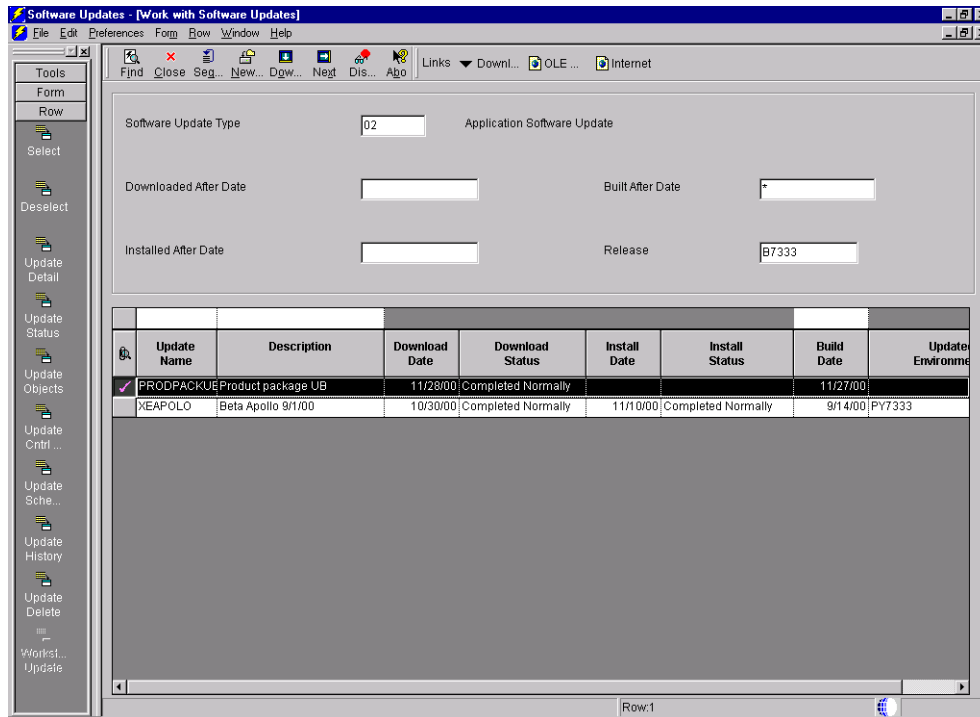 Software Updates - [Work with Software Updates]
File Edit Preferences Form Row Window Help
Find Close Seq... New... Dow... Next Dis... Abo Links Downl... OLE ... Internet
Tools
Form
Row
Select
Deselect
Update
Detail
Update
Status
Update
Objects
Update
Cntrl ...
Update
Sche...
Update
History
Update
Delete
Workst...
Update
Software Update Type 02 Application Software Update
Downloaded After Date Built After Date *
Installed After Date Release B7333
Update Name Description Download Date Download Status Install Date Install Status Build Date Update Environme
PRODPACKUE Product package UB 11/28/00 Completed Normally 11/27/00
XEAPOLO Beta Apollo 9/1/00 10/30/00 Completed Normally 11/10/00 Completed Normally 9/14/00 PY7333
Row:1